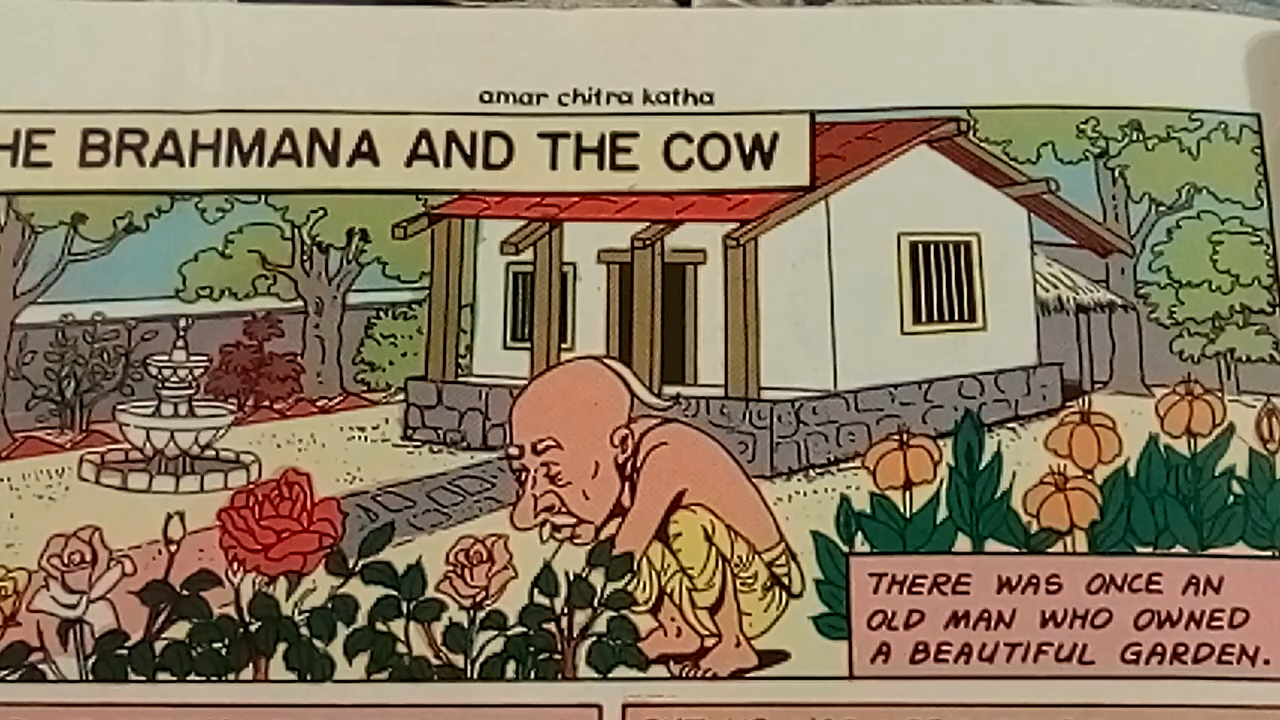 amar chitra katha
HE BRAHMANA AND THE COW
THERE WAS ONCE AN
OLD MAN WHO OWNED
A BEAUTIFUL GARDEN.